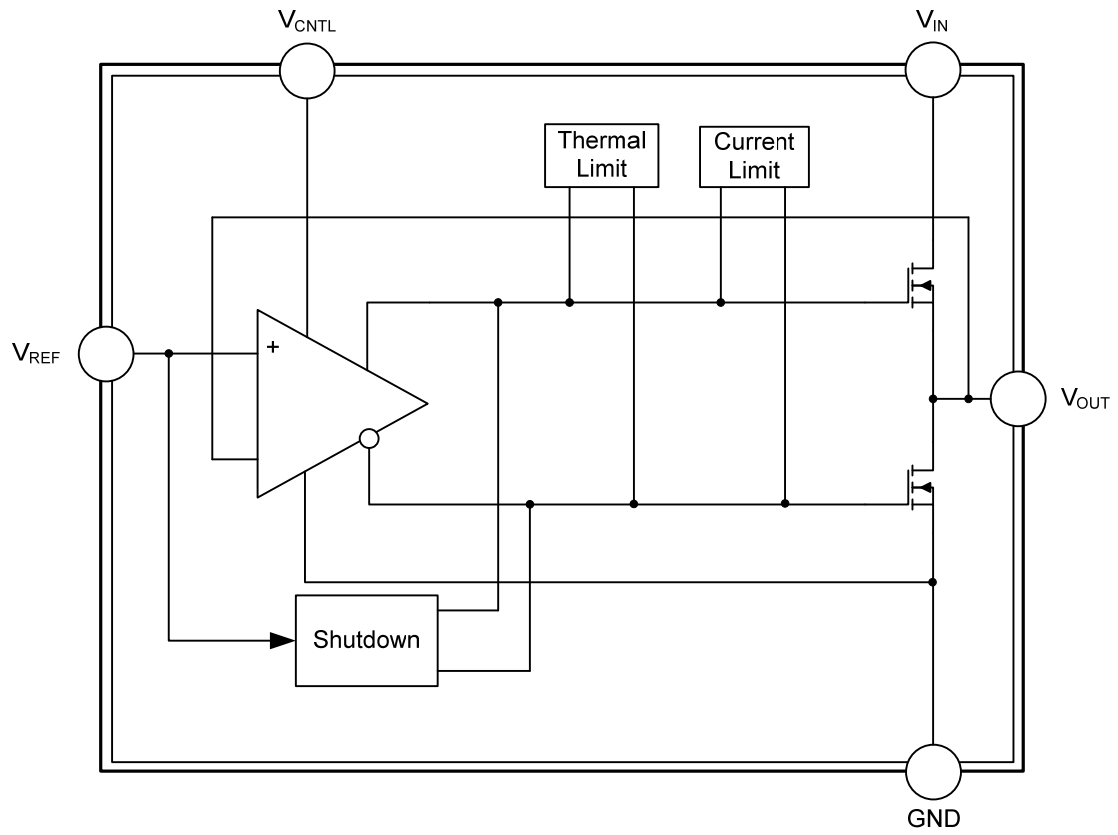 VCNTL
VIN
Thermal
Limit
Current
Limit
+
VREF
VOUT
Shutdown
GND